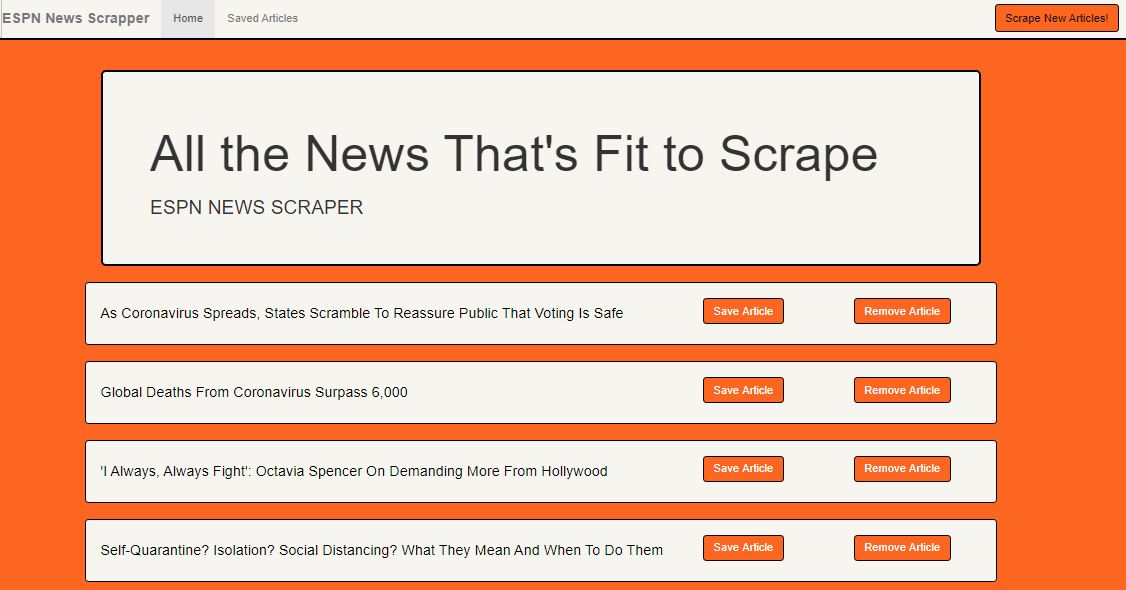 ESPN News Scrapper Home Saved Articles Scrape New Articles!
All the News That's Fit to Scrape
ESPN NEWS SCRAPER
As Coronavirus Spreads, States Scramble To Reassure Public That Voting Is Safe Save Article Remove Article
Global Deaths From Coronavirus Surpass 6,000 Save Article Remove Article
'I Always, Always Fight': Octavia Spencer On Demanding More From Hollywood Save Article Remove Article
Self-Quarantine? Isolation? Social Distancing? What They Mean And When To Do Them Save Article Remove Article